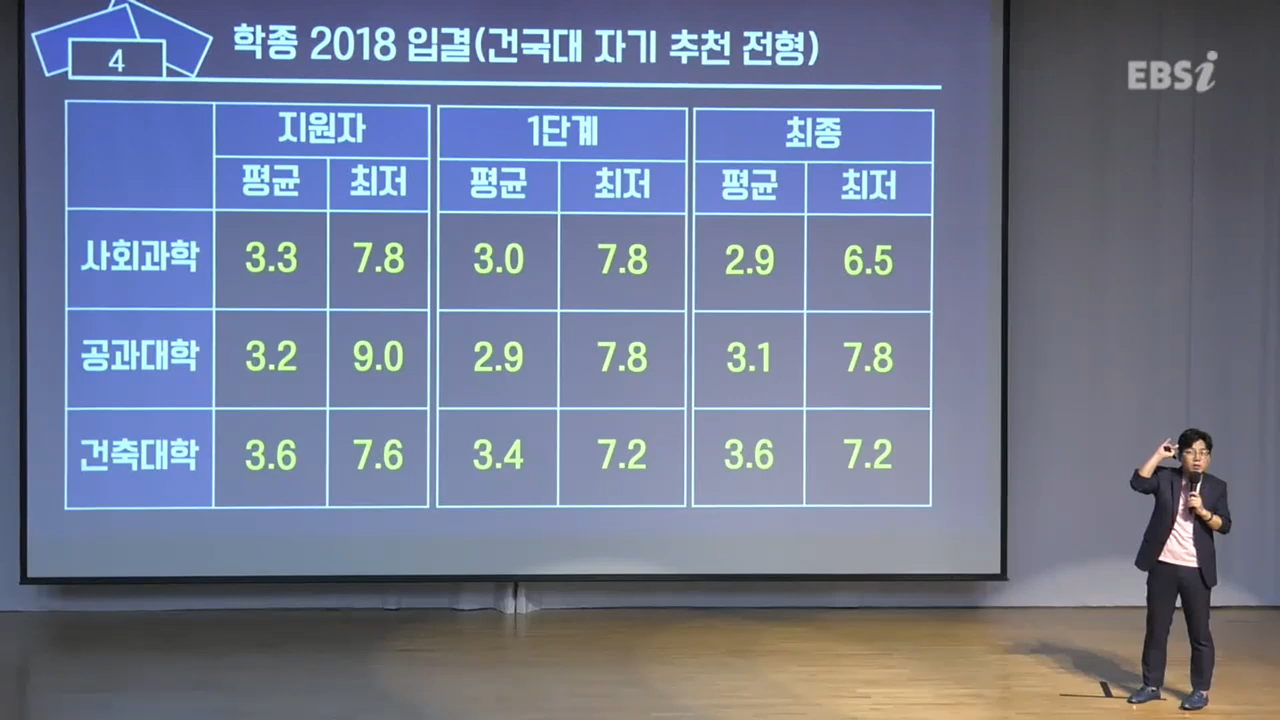 4
학종 2018 입결(건국대 자기 추천 전형)
EBSi
지원자 1단계 최종
평균 최저 평균 최저 평균 최저
사회과학 3.3 7.8 3.0 7.8 2.9 6.5
공과대학 3.2 9.0 2.9 7.8 3.1 7.8
건축대학 3.6 7.6 3.4 7.2 3.6 7.2